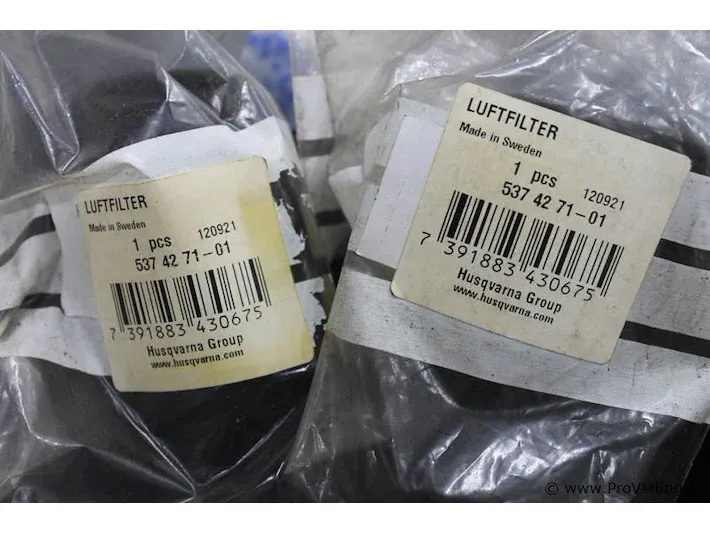 LUFTFILTER
Made in Sweden
1 pcs 120921
537 42 71-01
7 391883 430675
Husqvarna Group
www.husqvarna.com
LUFTFILTER
Made in Sweden
1 pcs 120921
537 42 71-01
7 391883 430675
Husqvarna Group
www.husqvarna.com
© www.ProVeiling